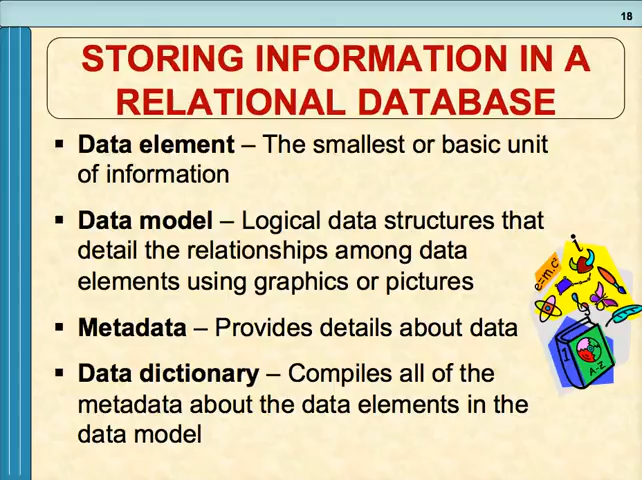 18
STORING INFORMATION IN A
RELATIONAL DATABASE
▪ Data element – The smallest or basic unit
of information
▪ Data model – Logical data structures that
detail the relationships among data
elements using graphics or pictures
▪ Metadata – Provides details about data
▪ Data dictionary – Compiles all of the
metadata about the data elements in the
data model
i
e=m.c²
1
A-Z